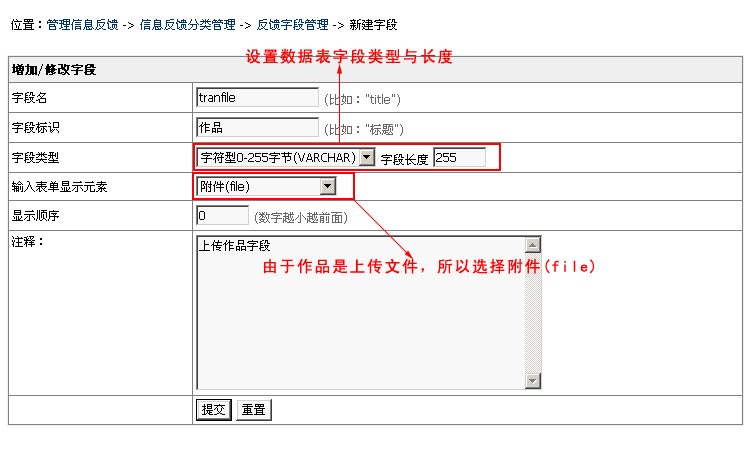 位置：管理信息反馈 -> 信息反馈分类管理 -> 反馈字段管理 -> 新建字段
设置数据表字段类型与长度
增加/修改字段
字段名 tranfile (比如："title")
字段标识 作品 (比如："标题")
字段类型 字符型0-255字节(VARCHAR) 字段长度 255
输入表单显示元素 附件(file)
显示顺序 0 (数字越小越前面)
注释： 上传作品字段
由于作品是上传文件，所以选择附件(file)
提交 重置